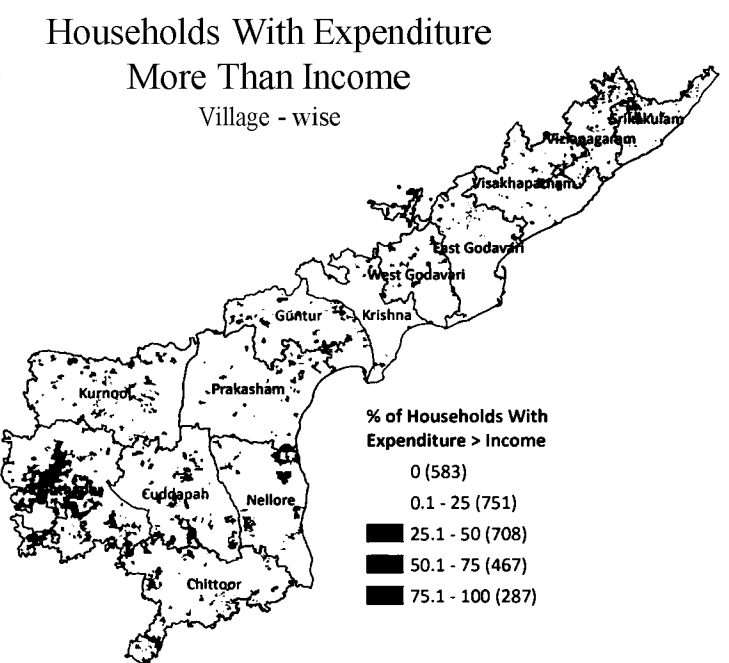 Households With Expenditure
More Than Income
Village - wise
Srikakulam
Vizianagaram
Visakhapatnam
East Godavari
West Godavari
Guntur
Krishna
Kurnool
Prakasham
% of Households With
Expenditure > Income
0 (583)
0.1 - 25 (751)
25.1 - 50 (708)
50.1 - 75 (467)
75.1 - 100 (287)
Cuddapah
Nellore
Chittoor